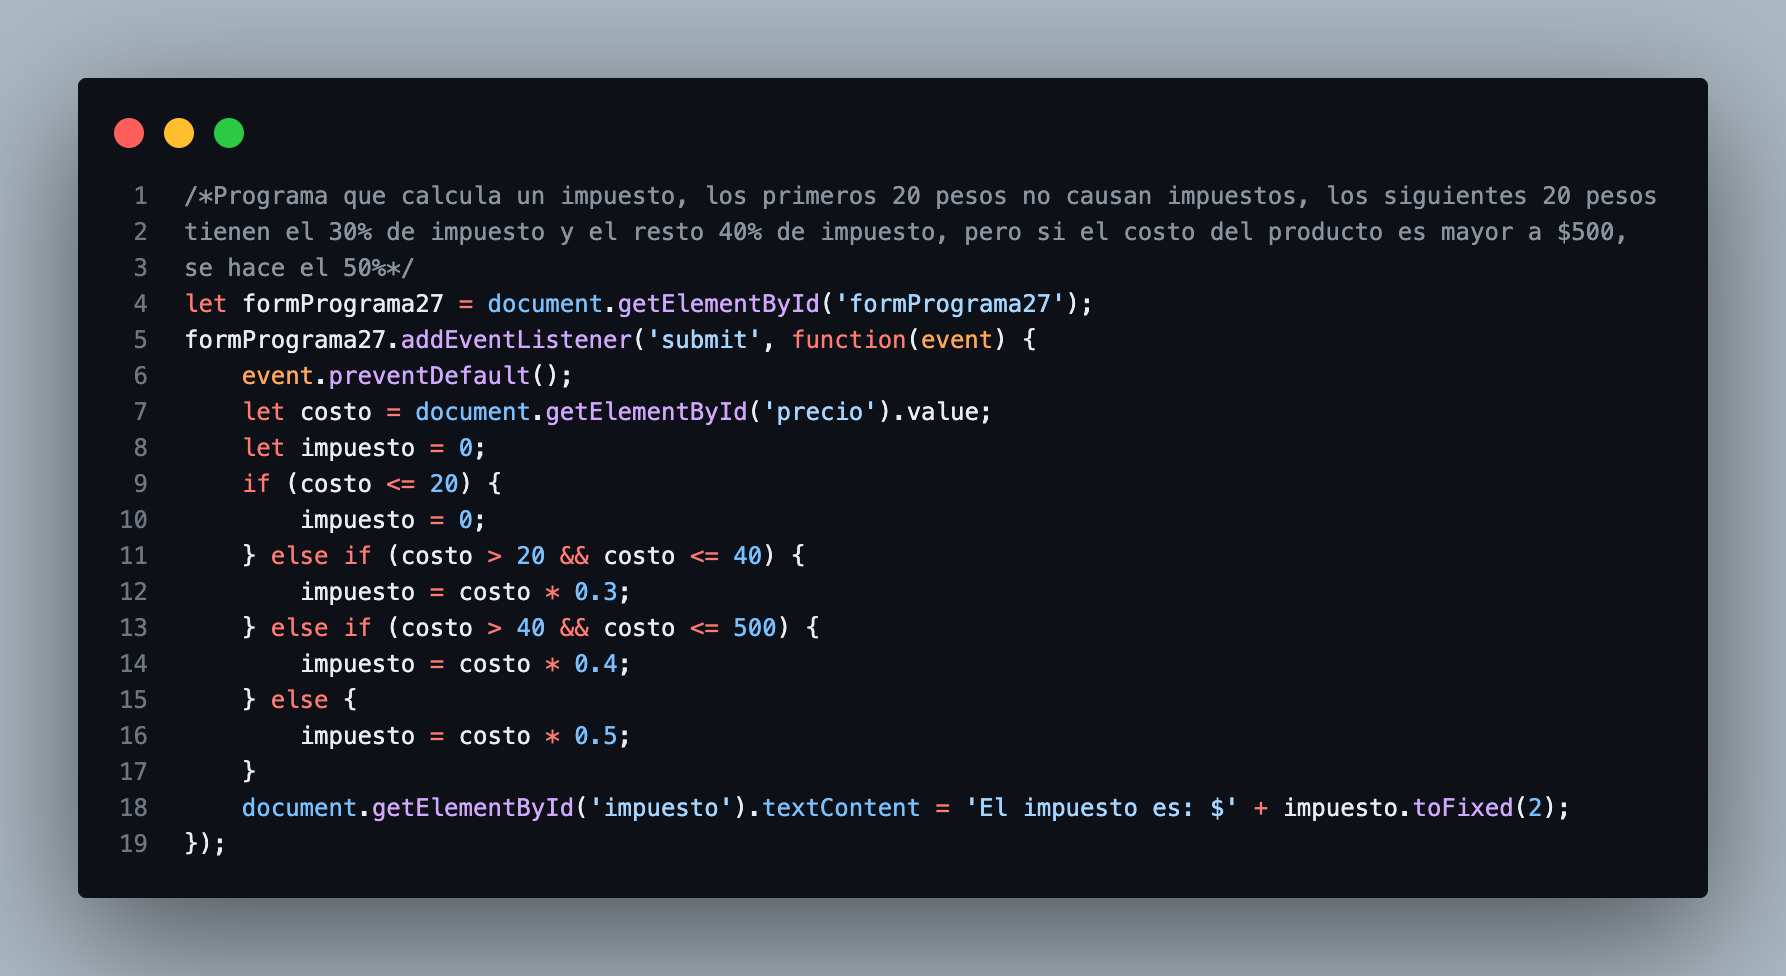 1 /*Programa que calcula un impuesto, los primeros 20 pesos no causan impuestos, los siguientes 20 pesos
2 tienen el 30% de impuesto y el resto 40% de impuesto, pero si el costo del producto es mayor a $500,
3 se hace el 50%*/
4 let formPrograma27 = document.getElementById('formPrograma27');
5 formPrograma27.addEventListener('submit', function(event) {
6     event.preventDefault();
7     let costo = document.getElementById('precio').value;
8     let impuesto = 0;
9     if (costo <= 20) {
10         impuesto = 0;
11     } else if (costo > 20 && costo <= 40) {
12         impuesto = costo * 0.3;
13     } else if (costo > 40 && costo <= 500) {
14         impuesto = costo * 0.4;
15     } else {
16         impuesto = costo * 0.5;
17     }
18     document.getElementById('impuesto').textContent = 'El impuesto es: $' + impuesto.toFixed(2);
19 });